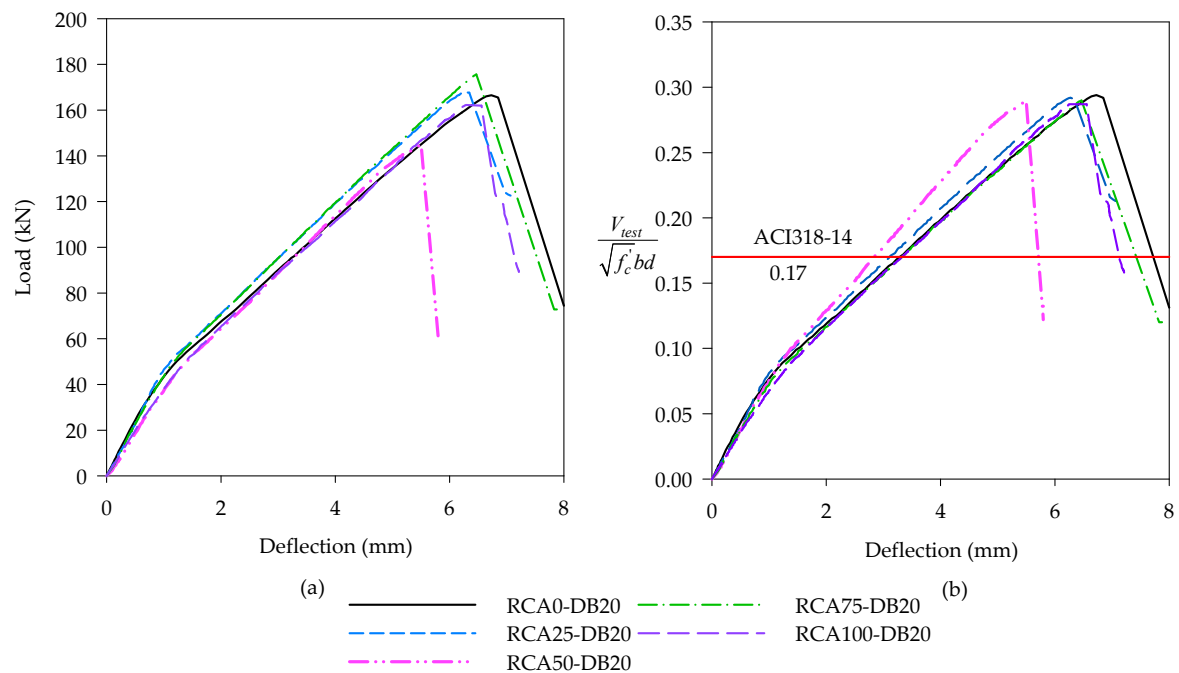 200
180
160
140
120
100
80
60
40
20
0
Load (kN)
0 2 4 6 8
Deflection (mm)
(a)
0.35
0.30
0.25
0.20
0.15
0.10
0.05
0.00
V_test
√f'_c bd
ACI318-14
0.17
0 2 4 6 8
Deflection (mm)
(b)
RCA0-DB20 RCA75-DB20
RCA25-DB20 RCA100-DB20
RCA50-DB20